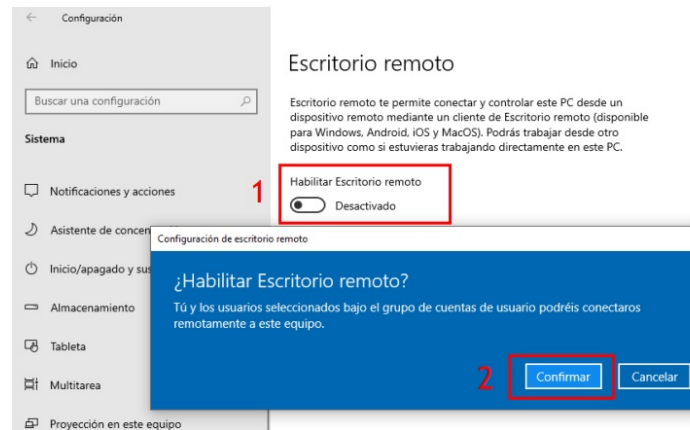 Configuración
Inicio
Buscar una configuración
Sistema
Notificaciones y acciones
Asistente de concen
Inicio/apagado y sus
Almacenamiento
Tableta
Multitarea
Proyección en este equipo
Escritorio remoto
Escritorio remoto te permite conectar y controlar este PC desde un
dispositivo remoto mediante un cliente de Escritorio remoto (disponible
para Windows, Android, iOS y MacOS). Podrás trabajar desde otro
dispositivo como si estuvieras trabajando directamente en este PC.
1
Habilitar Escritorio remoto
Desactivado
Configuración de escritorio remoto
¿Habilitar Escritorio remoto?
Tú y los usuarios seleccionados bajo el grupo de cuentas de usuario podréis conectaros
remotamente a este equipo.
2
Confirmar
Cancelar